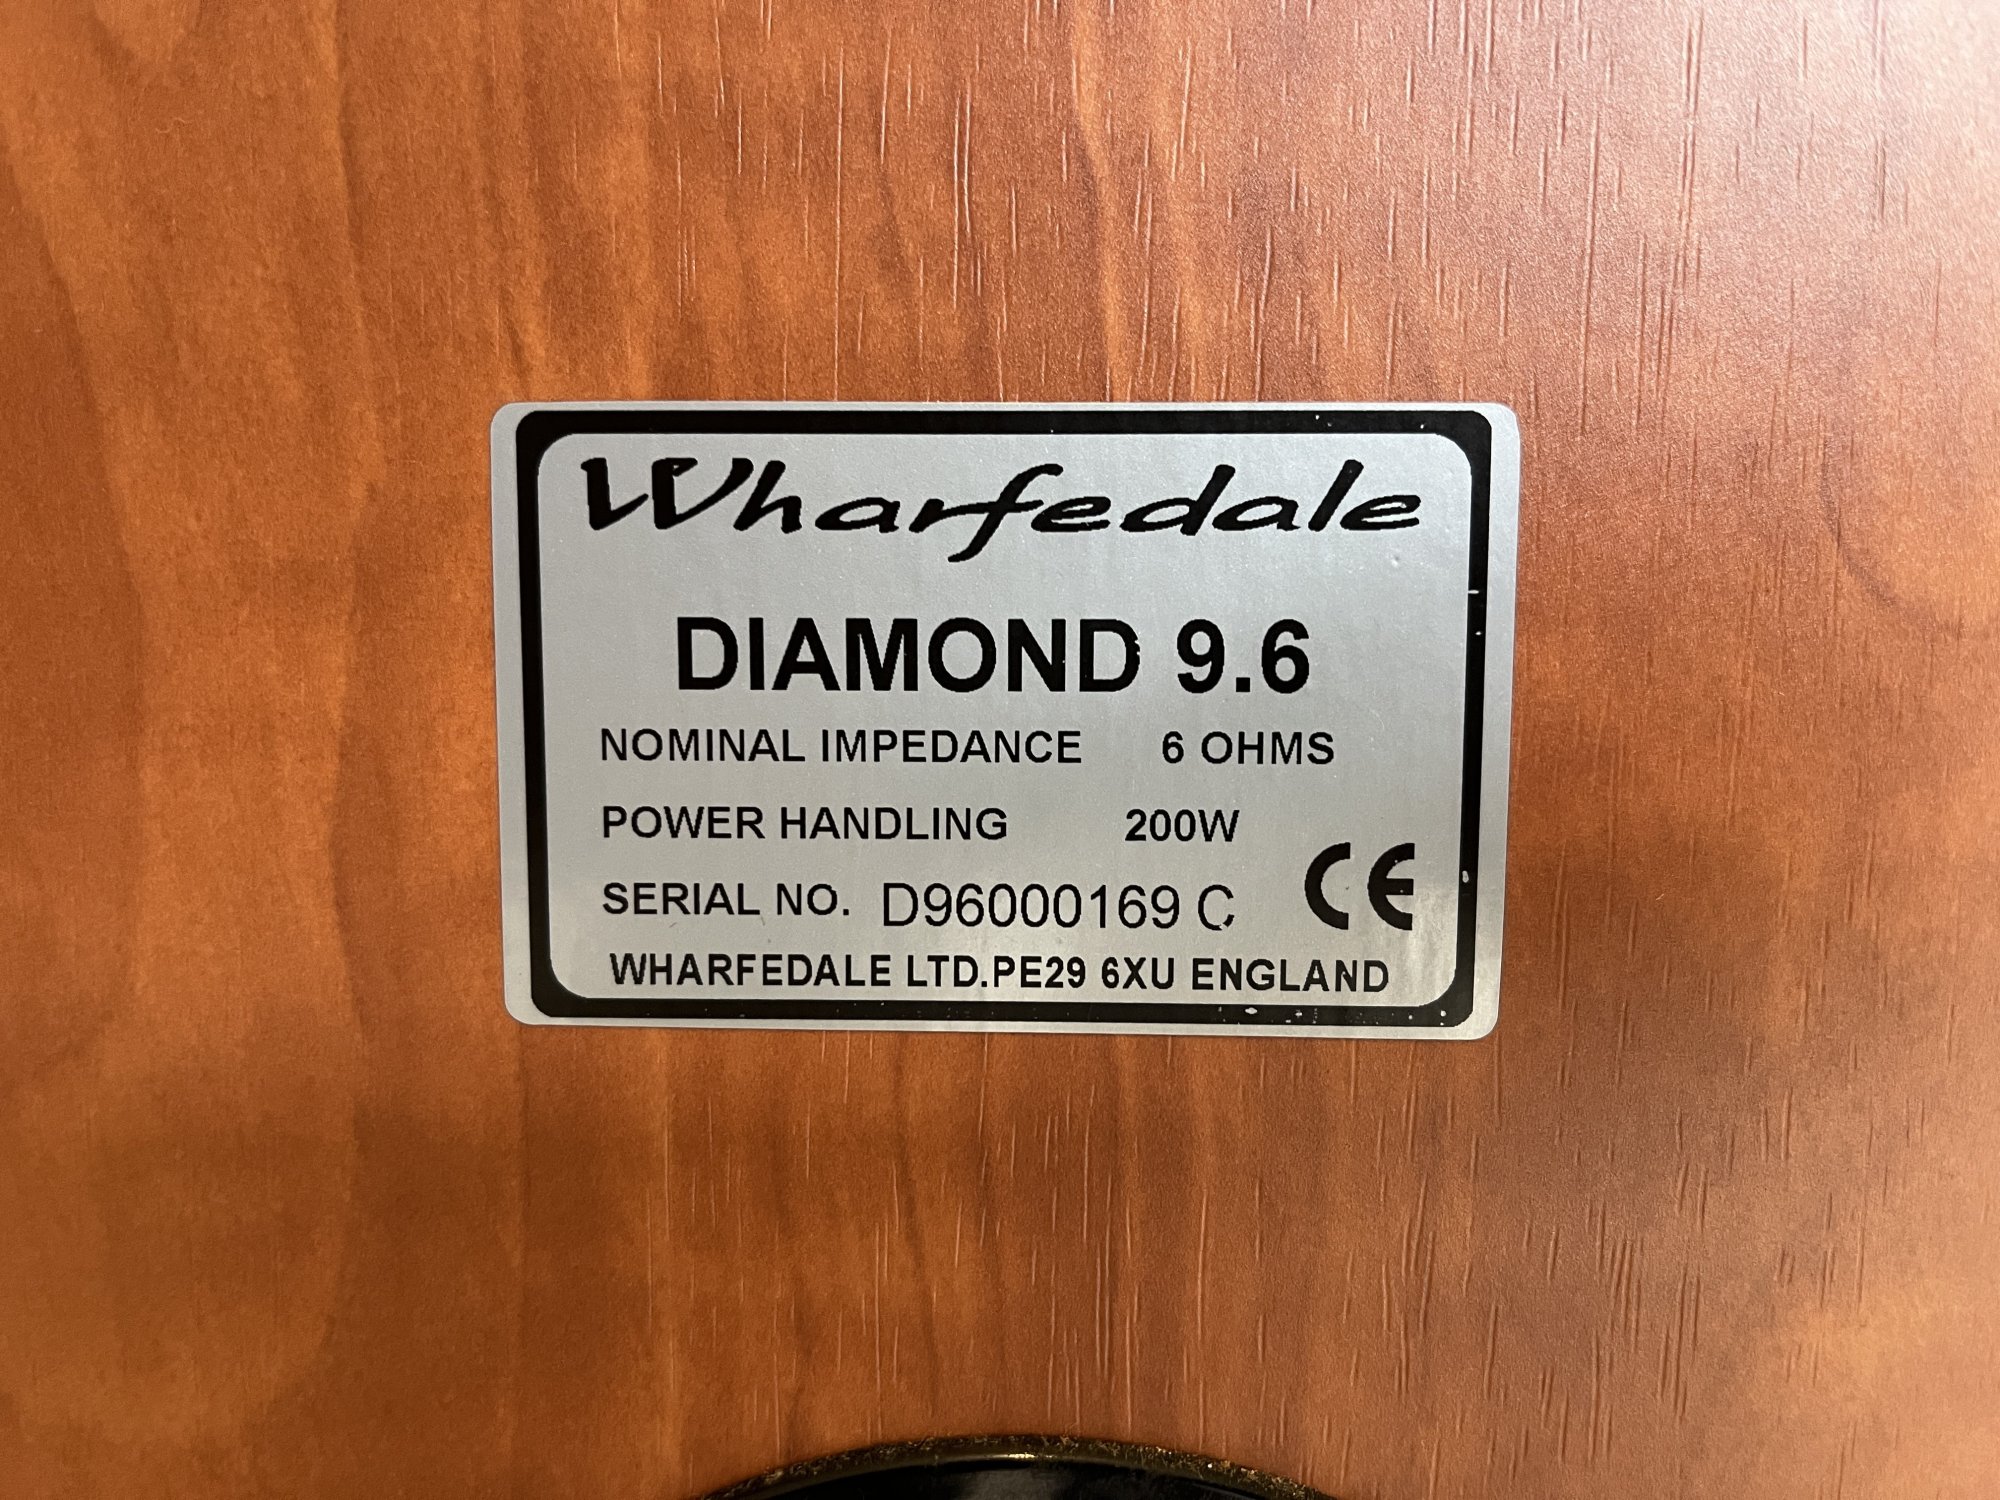 Wharfedale
DIAMOND 9.6
NOMINAL IMPEDANCE 6 OHMS
POWER HANDLING 200W
SERIAL NO. D96000169 C
CE
WHARFEDALE LTD.PE29 6XU ENGLAND